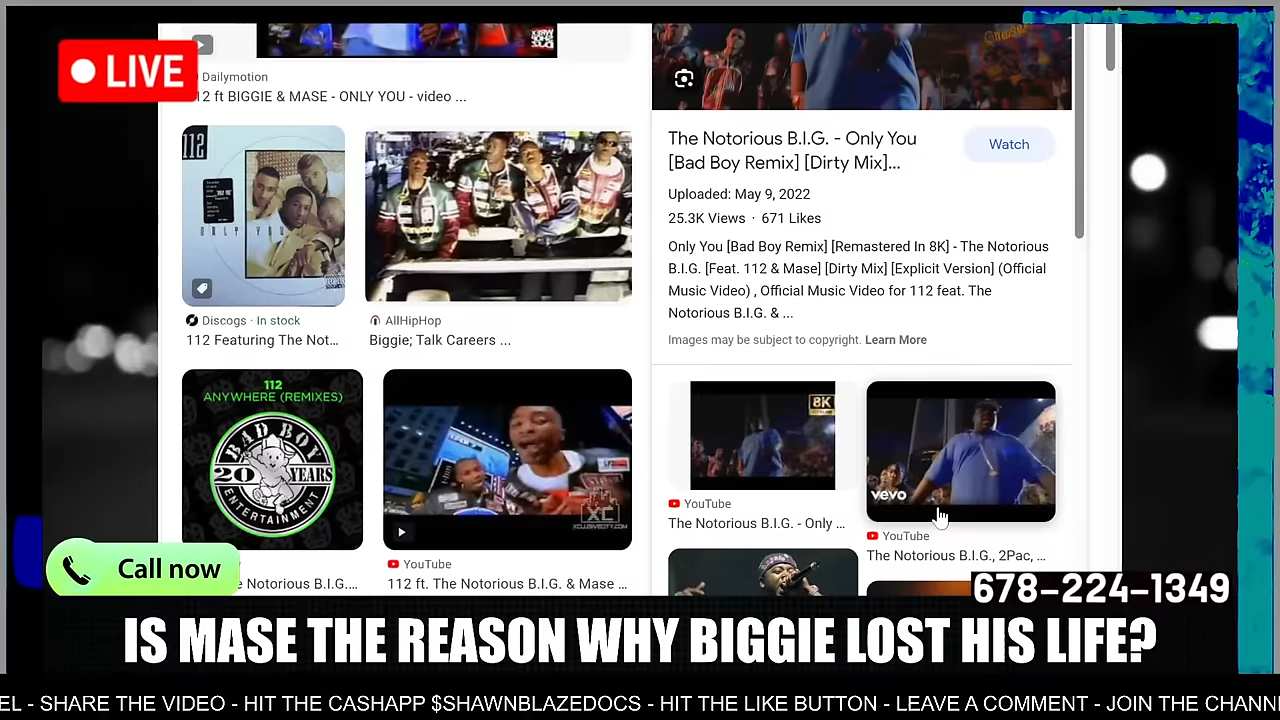 LIVE
Dailymotion
12 ft BIGGIE & MASE - ONLY YOU - video ...
112
ONLY YOU
Discogs · In stock
112 Featuring The Not...
AllHipHop
Biggie; Talk Careers ...
The Notorious B.I.G. - Only You
[Bad Boy Remix] [Dirty Mix]...
Watch
Uploaded: May 9, 2022
25.3K Views · 671 Likes
Only You [Bad Boy Remix] [Remastered In 8K] - The Notorious
B.I.G. [Feat. 112 & Mase] [Dirty Mix] [Explicit Version] (Official
Music Video) , Official Music Video for 112 feat. The
Notorious B.I.G. & ...
Images may be subject to copyright. Learn More
112
ANYWHERE (REMIXES)
BAD BOY
20 YEARS
ENTERTAINMENT
XC
XCLUSIVECITY.COM
e Notorious B.I.G....
YouTube
112 ft. The Notorious B.I.G. & Mase ...
8K
YouTube
The Notorious B.I.G. - Only ...
vevo
YouTube
The Notorious B.I.G., 2Pac, ...
Call now
678-224-1349
IS MASE THE REASON WHY BIGGIE LOST HIS LIFE?
EL - SHARE THE VIDEO - HIT THE CASHAPP $SHAWNBLAZEDOCS - HIT THE LIKE BUTTON - LEAVE A COMMENT - JOIN THE CHANN